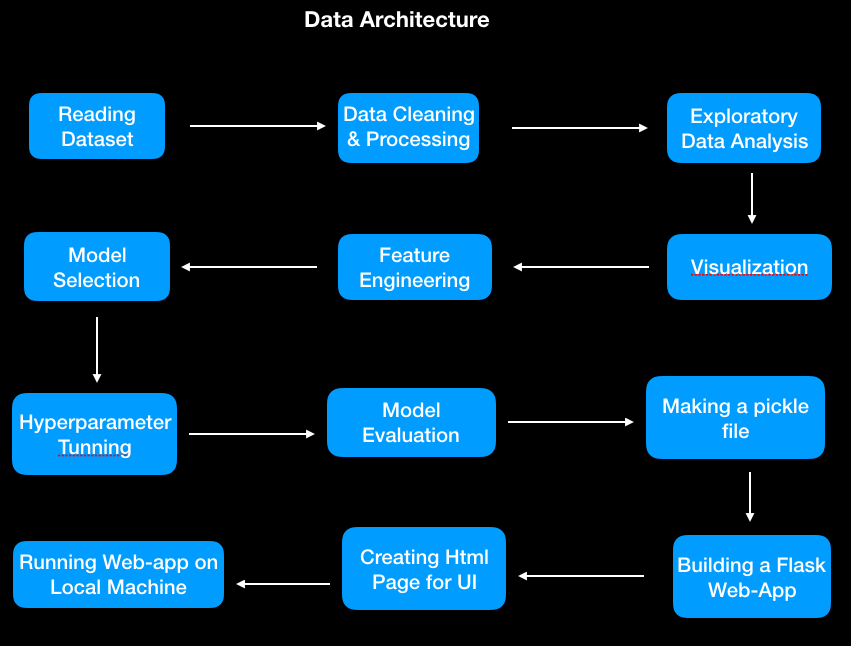 Data Architecture
Reading
Dataset
Data Cleaning
& Processing
Exploratory
Data Analysis
Visualization
Feature
Engineering
Model
Selection
Hyperparameter
Tunning
Model
Evaluation
Making a pickle
file
Building a Flask
Web-App
Creating Html
Page for UI
Running Web-app on
Local Machine